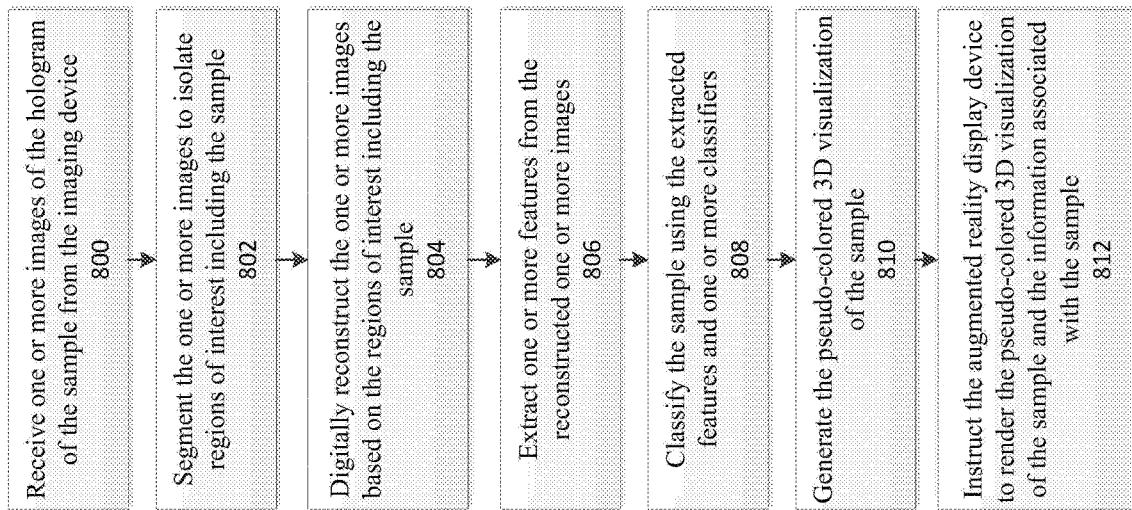 Receive one or more images of the hologram
of the sample from the imaging device
800
Segment the one or more images to isolate
regions of interest including the sample
802
Digitally reconstruct the one or more images
based on the regions of interest including the
sample
804
Extract one or more features from the
reconstructed one or more images
806
Classify the sample using the extracted
features and one or more classifiers
808
Generate the pseudo-colored 3D visualization
of the sample
810
Instruct the augmented reality display device
to render the pseudo-colored 3D visualization
of the sample and the information associated
with the sample
812